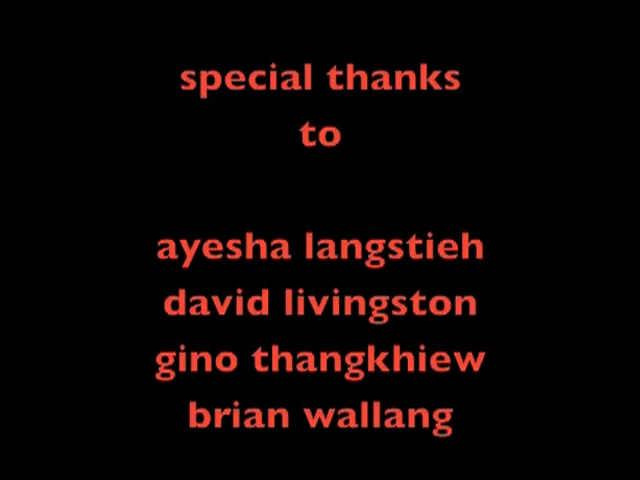 special thanks
to
ayesha langstieh
david livingston
gino thangkhiew
brian wallang